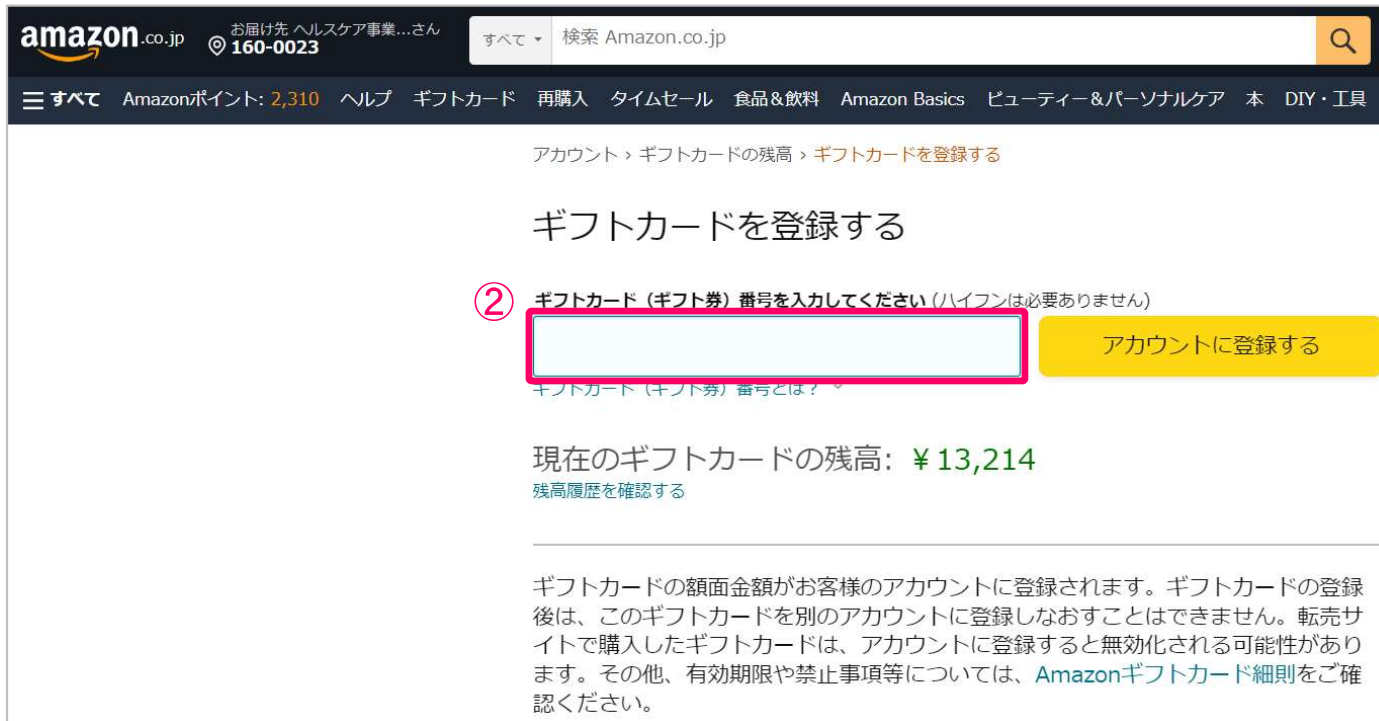 amazon.co.jp
お届け先 ヘルスケア事業...さん
160-0023
すべて
検索 Amazon.co.jp
すべて Amazonポイント: 2,310 ヘルプ ギフトカード 再購入 タイムセール 食品&飲料 Amazon Basics ビューティー&パーソナルケア 本 DIY・工具
アカウント › ギフトカードの残高 › ギフトカードを登録する
ギフトカードを登録する
② ギフトカード（ギフト券）番号を入力してください (ハイフンは必要ありません)
アカウントに登録する
ギフトカード（ギフト券）番号とは？
現在のギフトカードの残高: ¥13,214
残高履歴を確認する
ギフトカードの額面金額がお客様のアカウントに登録されます。ギフトカードの登録
後は、このギフトカードを別のアカウントに登録しなおすことはできません。転売サ
イトで購入したギフトカードは、アカウントに登録すると無効化される可能性があり
ます。その他、有効期限や禁止事項等については、Amazonギフトカード細則をご確
認ください。